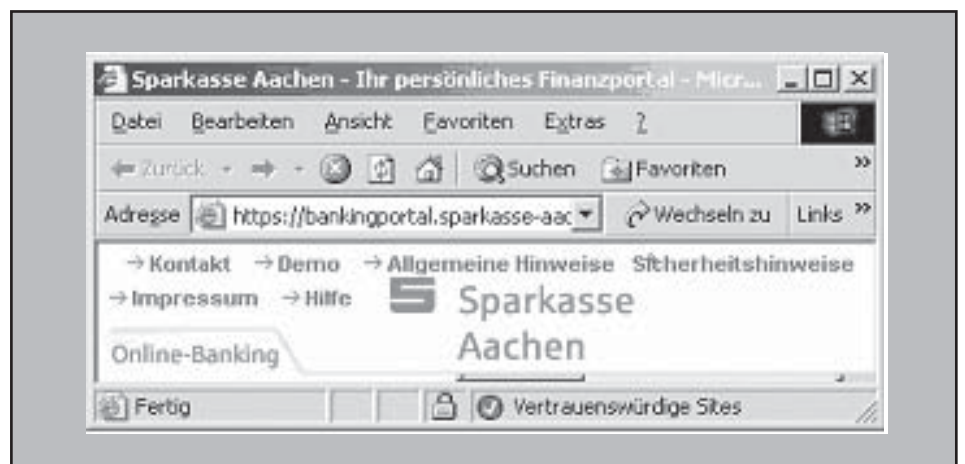 Sparkasse Aachen - Ihr persönliches Finanzportal - Micr...
Datei Bearbeiten Ansicht Favoriten Extras ?
Zurück Suchen Favoriten »
Adresse https://bankingportal.sparkasse-aac Wechseln zu Links »
→ Kontakt → Demo → Allgemeine Hinweise Sicherheitshinweise
→ Impressum → Hilfe
Sparkasse
Aachen
Online-Banking
Fertig Vertrauenswürdige Sites